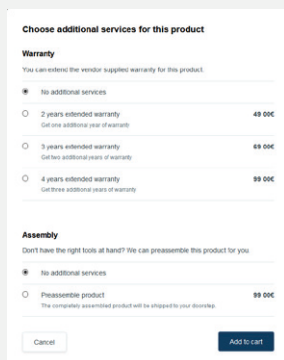 Choose additional services for this product
Warranty
You can extend the vendor supplied warranty for this product.
No additional services
2 years extended warranty 49 00€
Get one additional year of warranty
3 years extended warranty 69 00€
Get two additional years of warranty
4 years extended warranty 99 00€
Get three additional years of warranty
Assembly
Don't have the right tools at hand? We can preassemble this product for you
No additional services
Preassemble product 99 00€
The completely assembled product will be shipped to your doorstep.
Cancel Add to cart